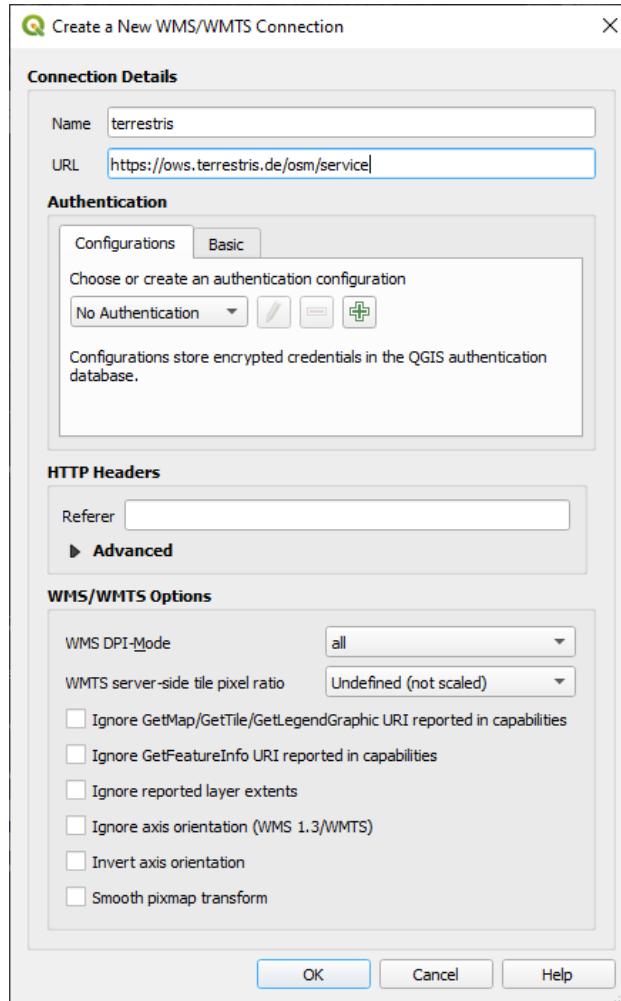 Create a New WMS/WMTS Connection
Connection Details
Name terrestris
URL https://ows.terrestris.de/osm/service
Authentication
Configurations Basic
Choose or create an authentication configuration
No Authentication
Configurations store encrypted credentials in the QGIS authentication
database.
HTTP Headers
Referer
Advanced
WMS/WMTS Options
WMS DPI-Mode all
WMTS server-side tile pixel ratio Undefined (not scaled)
Ignore GetMap/GetTile/GetLegendGraphic URI reported in capabilities
Ignore GetFeatureInfo URI reported in capabilities
Ignore reported layer extents
Ignore axis orientation (WMS 1.3/WMTS)
Invert axis orientation
Smooth pixmap transform
OK Cancel Help